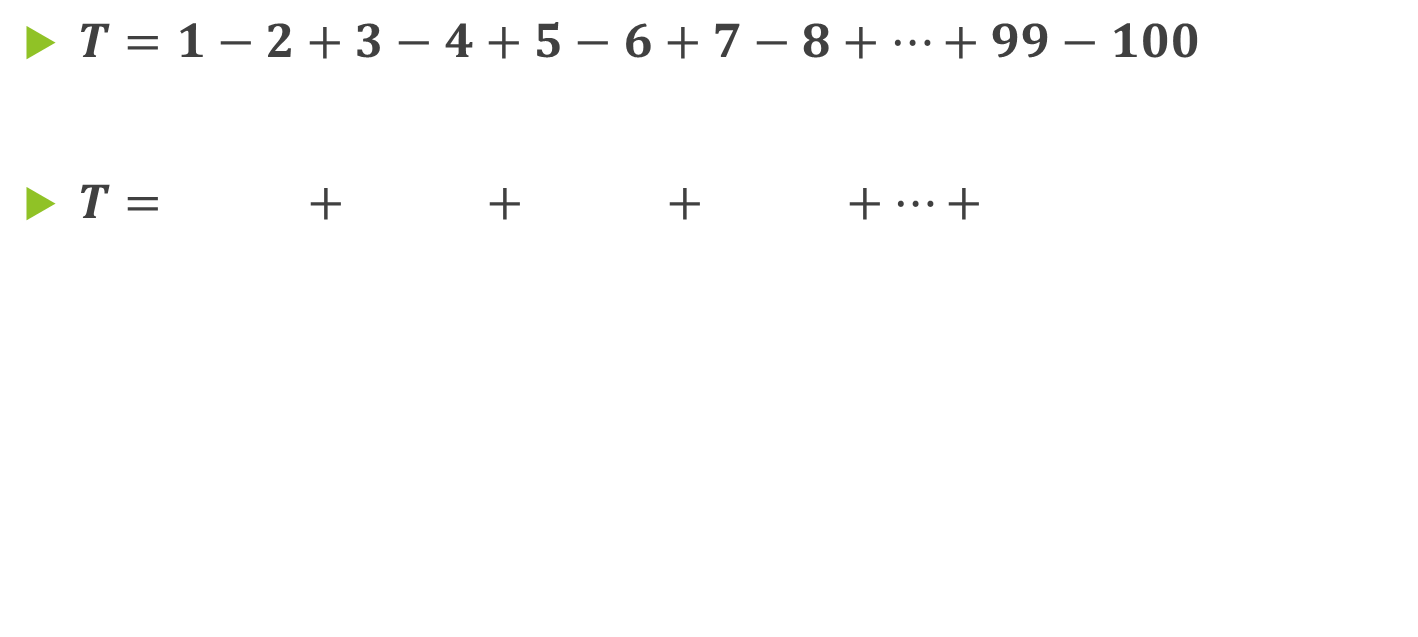 T = 1 − 2 + 3 − 4 + 5 − 6 + 7 − 8 + ⋯ + 99 − 100
T = + + + + ⋯ +